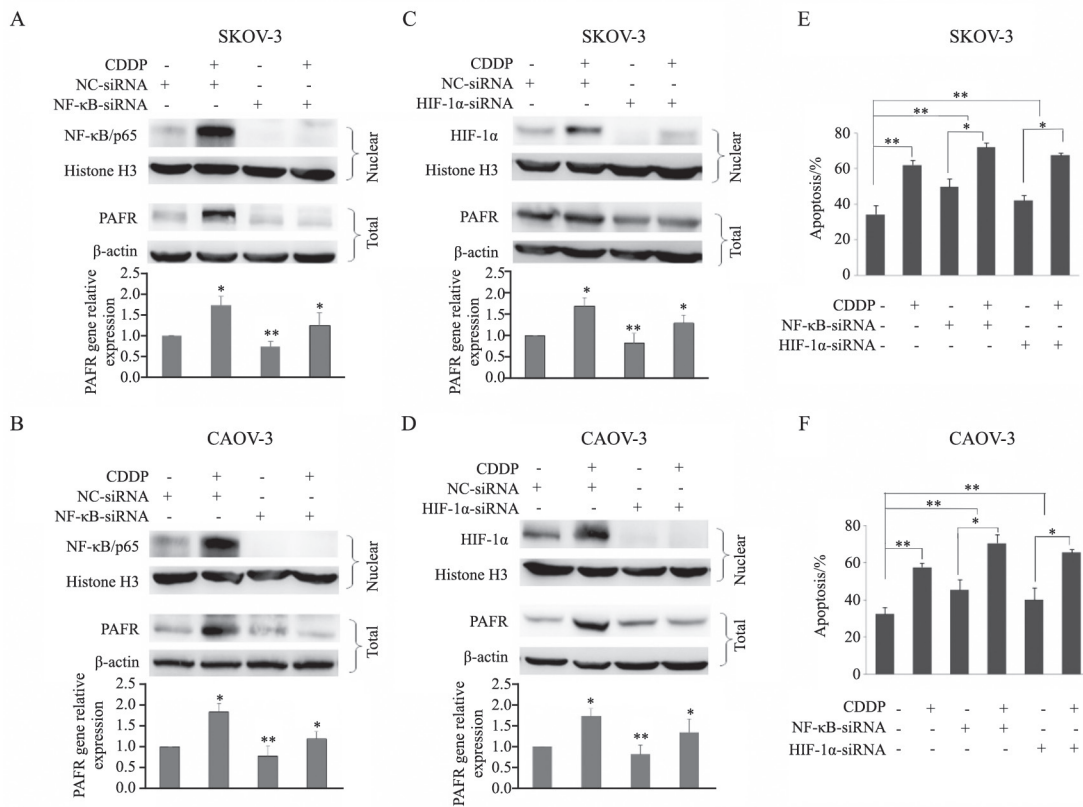 A
SKOV-3
CDDP - + - +
NC-siRNA + + - -
NF-κB-siRNA - - + +
NF-κB/p65
Histone H3
Nuclear
PAFR
β-actin
Total
PAFR gene relative
expression
2.5
2.0
1.5
1.0
0.5
0.0
*
**
*
C
SKOV-3
CDDP - + - +
NC-siRNA + + - -
HIF-1α-siRNA - - + +
HIF-1α
Histone H3
Nuclear
PAFR
β-actin
Total
PAFR gene relative
expression
2.5
2.0
1.5
1.0
0.5
0.0
*
**
*
E
SKOV-3
Apoptosis/%
80
60
40
20
0
**
**
** * *
CDDP - + - + - +
NF-κB-siRNA - - + +
HIF-1α-siRNA - - + +
B
CAOV-3
CDDP - + - +
NC-siRNA + + - -
NF-κB-siRNA - - + +
NF-κB/p65
Histone H3
Nuclear
PAFR
β-actin
Total
PAFR gene relative
expression
2.5
2.0
1.5
1.0
0.5
0.0
*
**
*
D
CAOV-3
CDDP - + - +
NC-siRNA + + - -
HIF-1α-siRNA - - + +
HIF-1α
Histone H3
Nuclear
PAFR
β-actin
Total
PAFR gene relative
expression
2.5
2.0
1.5
1.0
0.5
0.0
*
**
*
F
CAOV-3
Apoptosis/%
80
60
40
20
0
**
**
** * *
CDDP - + - + - +
NF-κB-siRNA - - + +
HIF-1α-siRNA - - + +